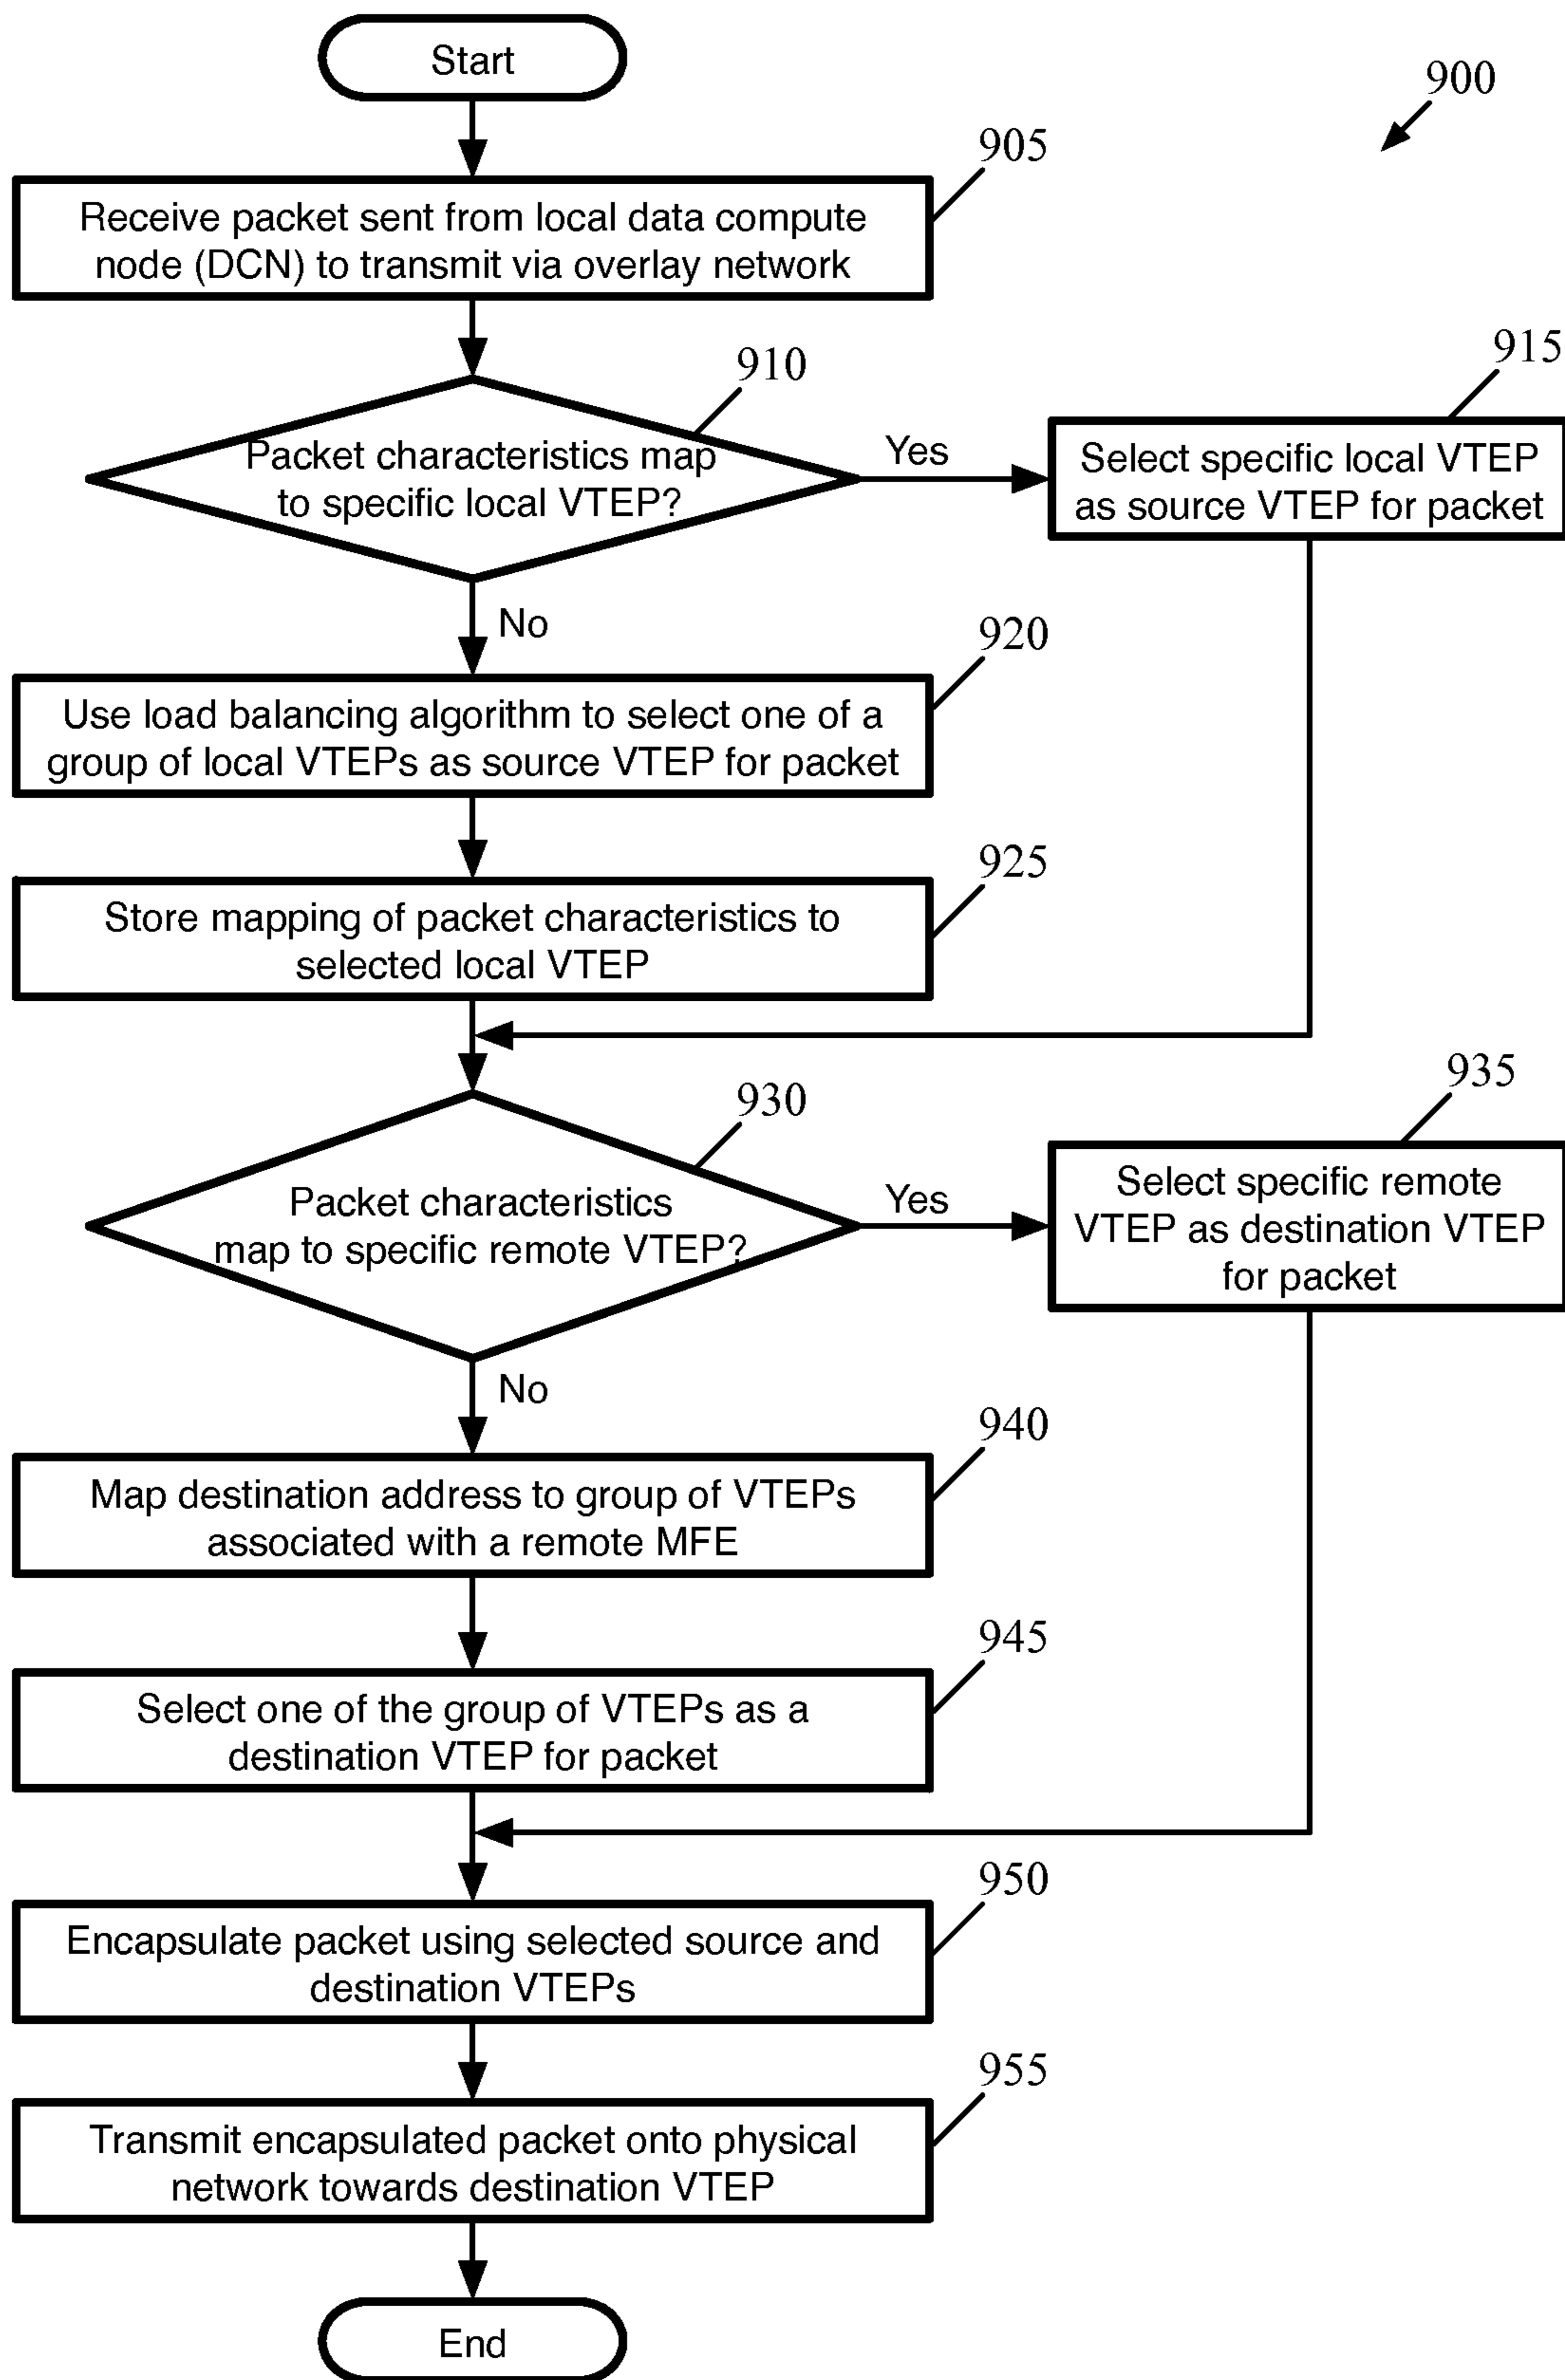 Start
900
905
Receive packet sent from local data compute
node (DCN) to transmit via overlay network
910
Packet characteristics map
to specific local VTEP?
Yes
915
Select specific local VTEP
as source VTEP for packet
No
920
Use load balancing algorithm to select one of a
group of local VTEPs as source VTEP for packet
925
Store mapping of packet characteristics to
selected local VTEP
930
Packet characteristics
map to specific remote VTEP?
Yes
935
Select specific remote
VTEP as destination VTEP
for packet
No
940
Map destination address to group of VTEPs
associated with a remote MFE
945
Select one of the group of VTEPs as a
destination VTEP for packet
950
Encapsulate packet using selected source and
destination VTEPs
955
Transmit encapsulated packet onto physical
network towards destination VTEP
End